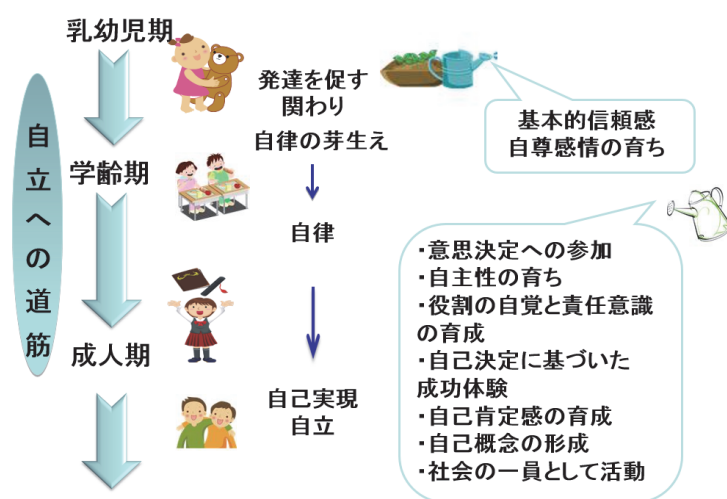 乳幼児期
発達を促す
関わり
自律の芽生え
基本的信頼感
自尊感情の育ち
自立への道筋
学齢期
自律
・意思決定への参加
・自主性の育ち
・役割の自覚と責任意識
の育成
・自己決定に基づいた
成功体験
・自己肯定感の育成
・自己概念の形成
・社会の一員として活動
成人期
自己実現
自立